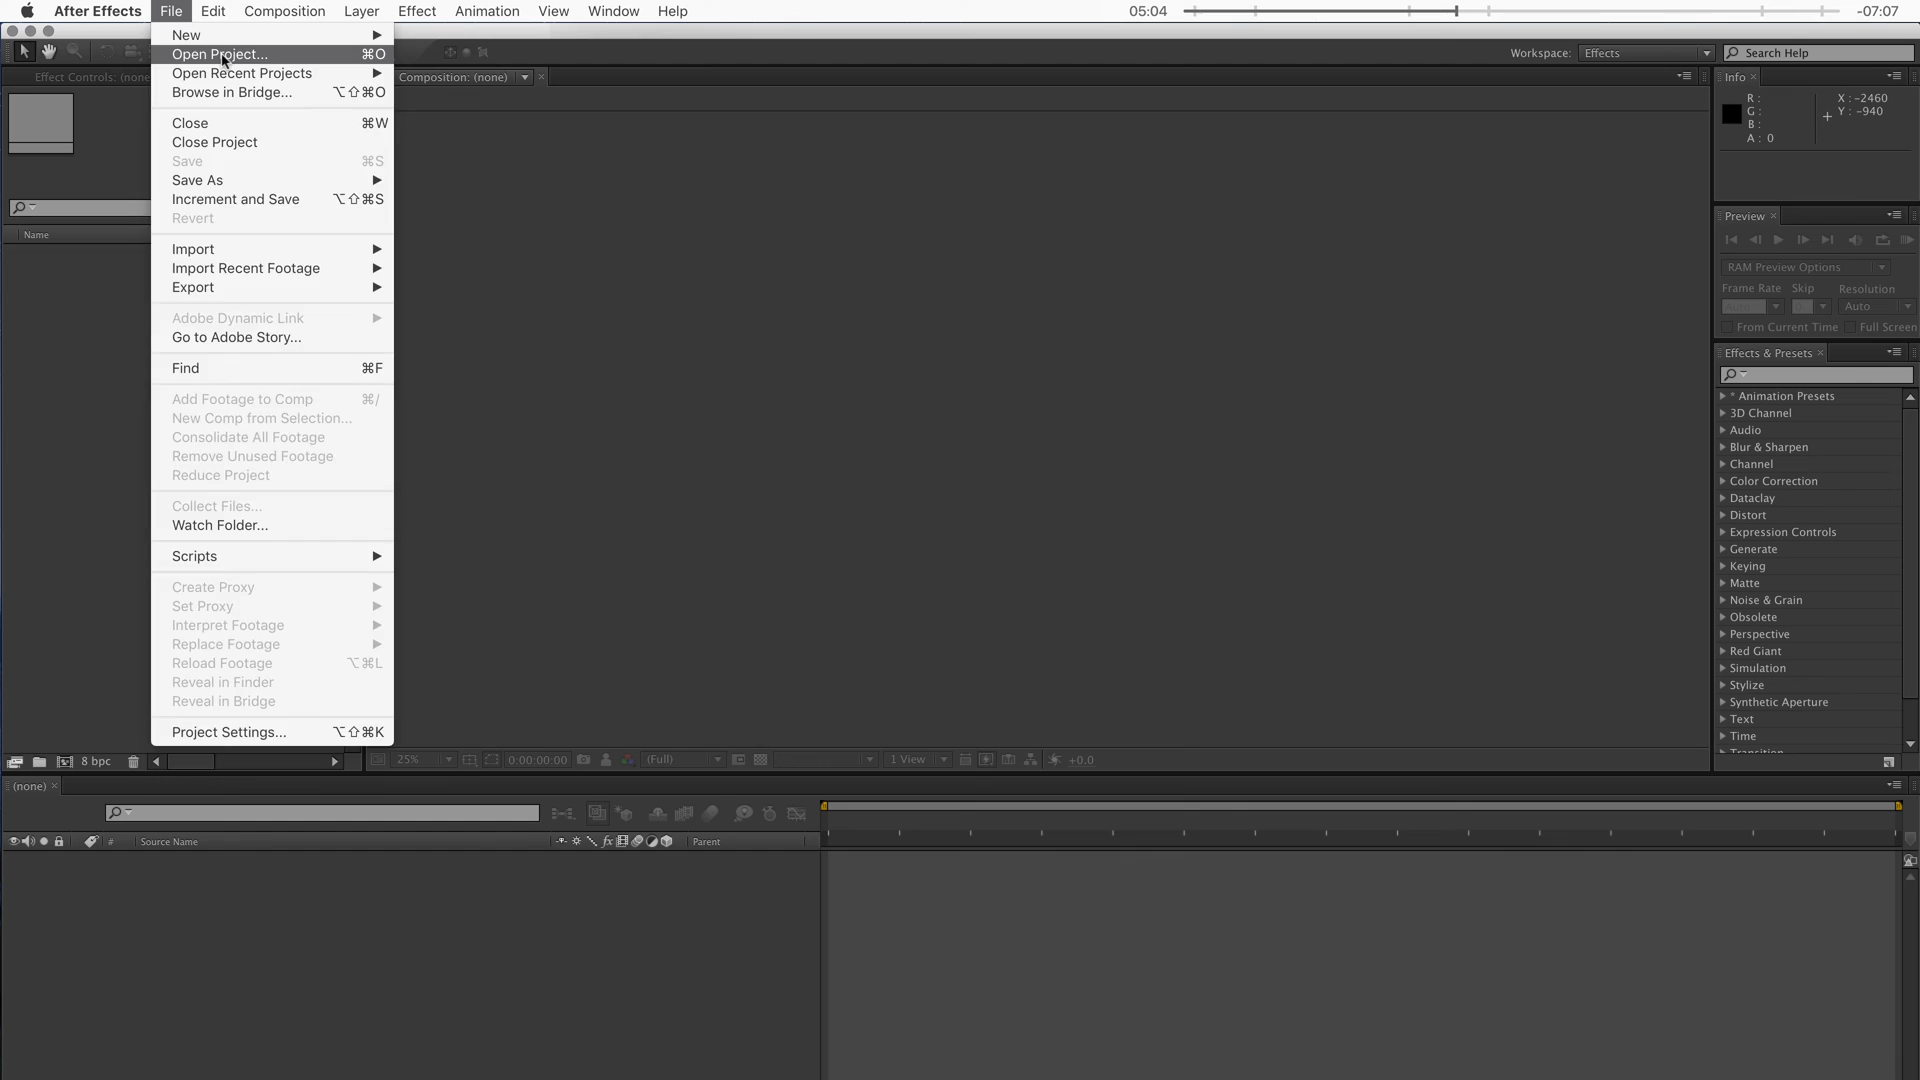 After Effects File Edit Composition Layer Effect Animation View Window Help 05:04 -07:07
Workspace: Effects Search Help
Effect Controls: (none
Composition: (none)
New
Open Project... ⌘O
Open Recent Projects
Browse in Bridge... ⌥⇧⌘O
Close ⌘W
Close Project
Save ⌘S
Save As
Increment and Save ⌥⇧⌘S
Revert
Import
Import Recent Footage
Export
Adobe Dynamic Link
Go to Adobe Story...
Find ⌘F
Add Footage to Comp ⌘/
New Comp from Selection...
Consolidate All Footage
Remove Unused Footage
Reduce Project
Collect Files...
Watch Folder...
Scripts
Create Proxy
Set Proxy
Interpret Footage
Replace Footage
Reload Footage ⌥⌘L
Reveal in Finder
Reveal in Bridge
Project Settings... ⌥⇧⌘K
Name
8 bpc
25% 0:00:00:00 (Full) 1 View +0.0
Info
R :
G :
B :
A : 0
X : -2460
Y : -940
Preview
RAM Preview Options
Frame Rate Skip Resolution
Auto
From Current Time Full Screen
Effects & Presets
* Animation Presets
3D Channel
Audio
Blur & Sharpen
Channel
Color Correction
Dataclay
Distort
Expression Controls
Generate
Keying
Matte
Noise & Grain
Obsolete
Perspective
Red Giant
Simulation
Stylize
Synthetic Aperture
Text
Time
Transition
(none)
# Source Name fx Parent